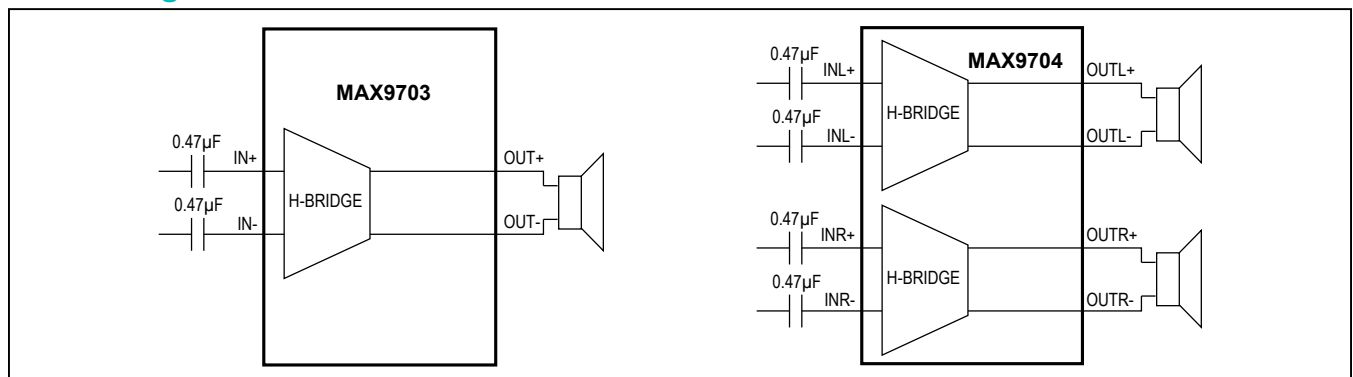 MAX9703
0.47µF
IN+
0.47µF
IN-
H-BRIDGE
OUT+
OUT-
MAX9704
0.47µF
INL+
0.47µF
INL-
H-BRIDGE
OUTL+
OUTL-
0.47µF
INR+
0.47µF
INR-
H-BRIDGE
OUTR+
OUTR-